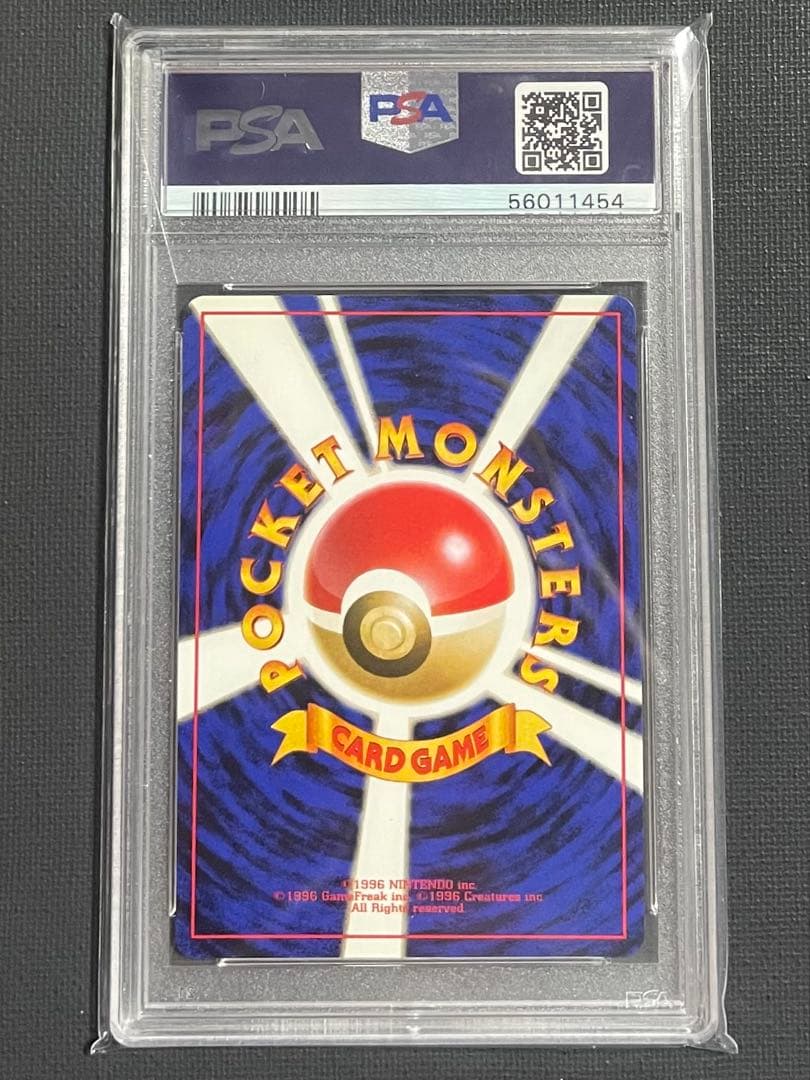 PSA
PSA
56011454
POCKET MONSTERS
CARD GAME
©1996 NINTENDO inc.
©1996 GameFreak inc. ©1996 Creatures inc
All Rights reserved
PSA